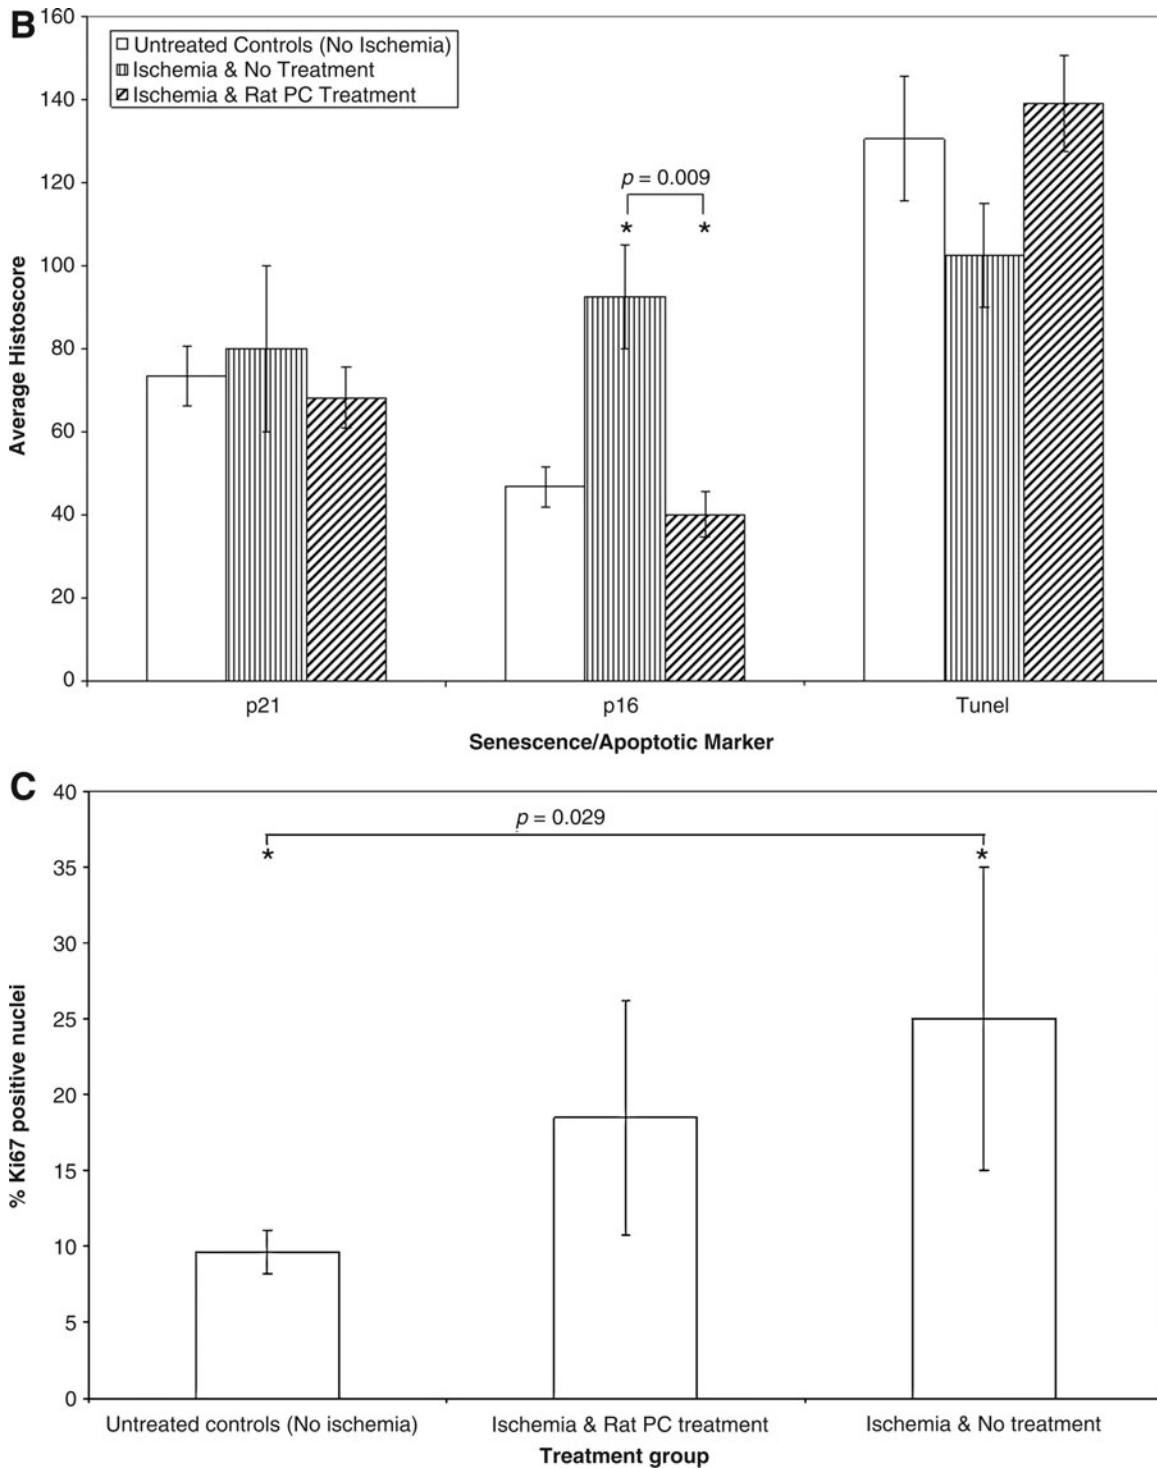 B
160
140
120
100
80
60
40
20
0
Average Histoscore
Untreated Controls (No Ischemia)
Ischemia & No Treatment
Ischemia & Rat PC Treatment
p = 0.009
* *
p21 p16 Tunel
Senescence/Apoptotic Marker
C
40
35
30
25
20
15
10
5
0
% Ki67 positive nuclei
p = 0.029
* *
Untreated controls (No ischemia) Ischemia & Rat PC treatment Ischemia & No treatment
Treatment group